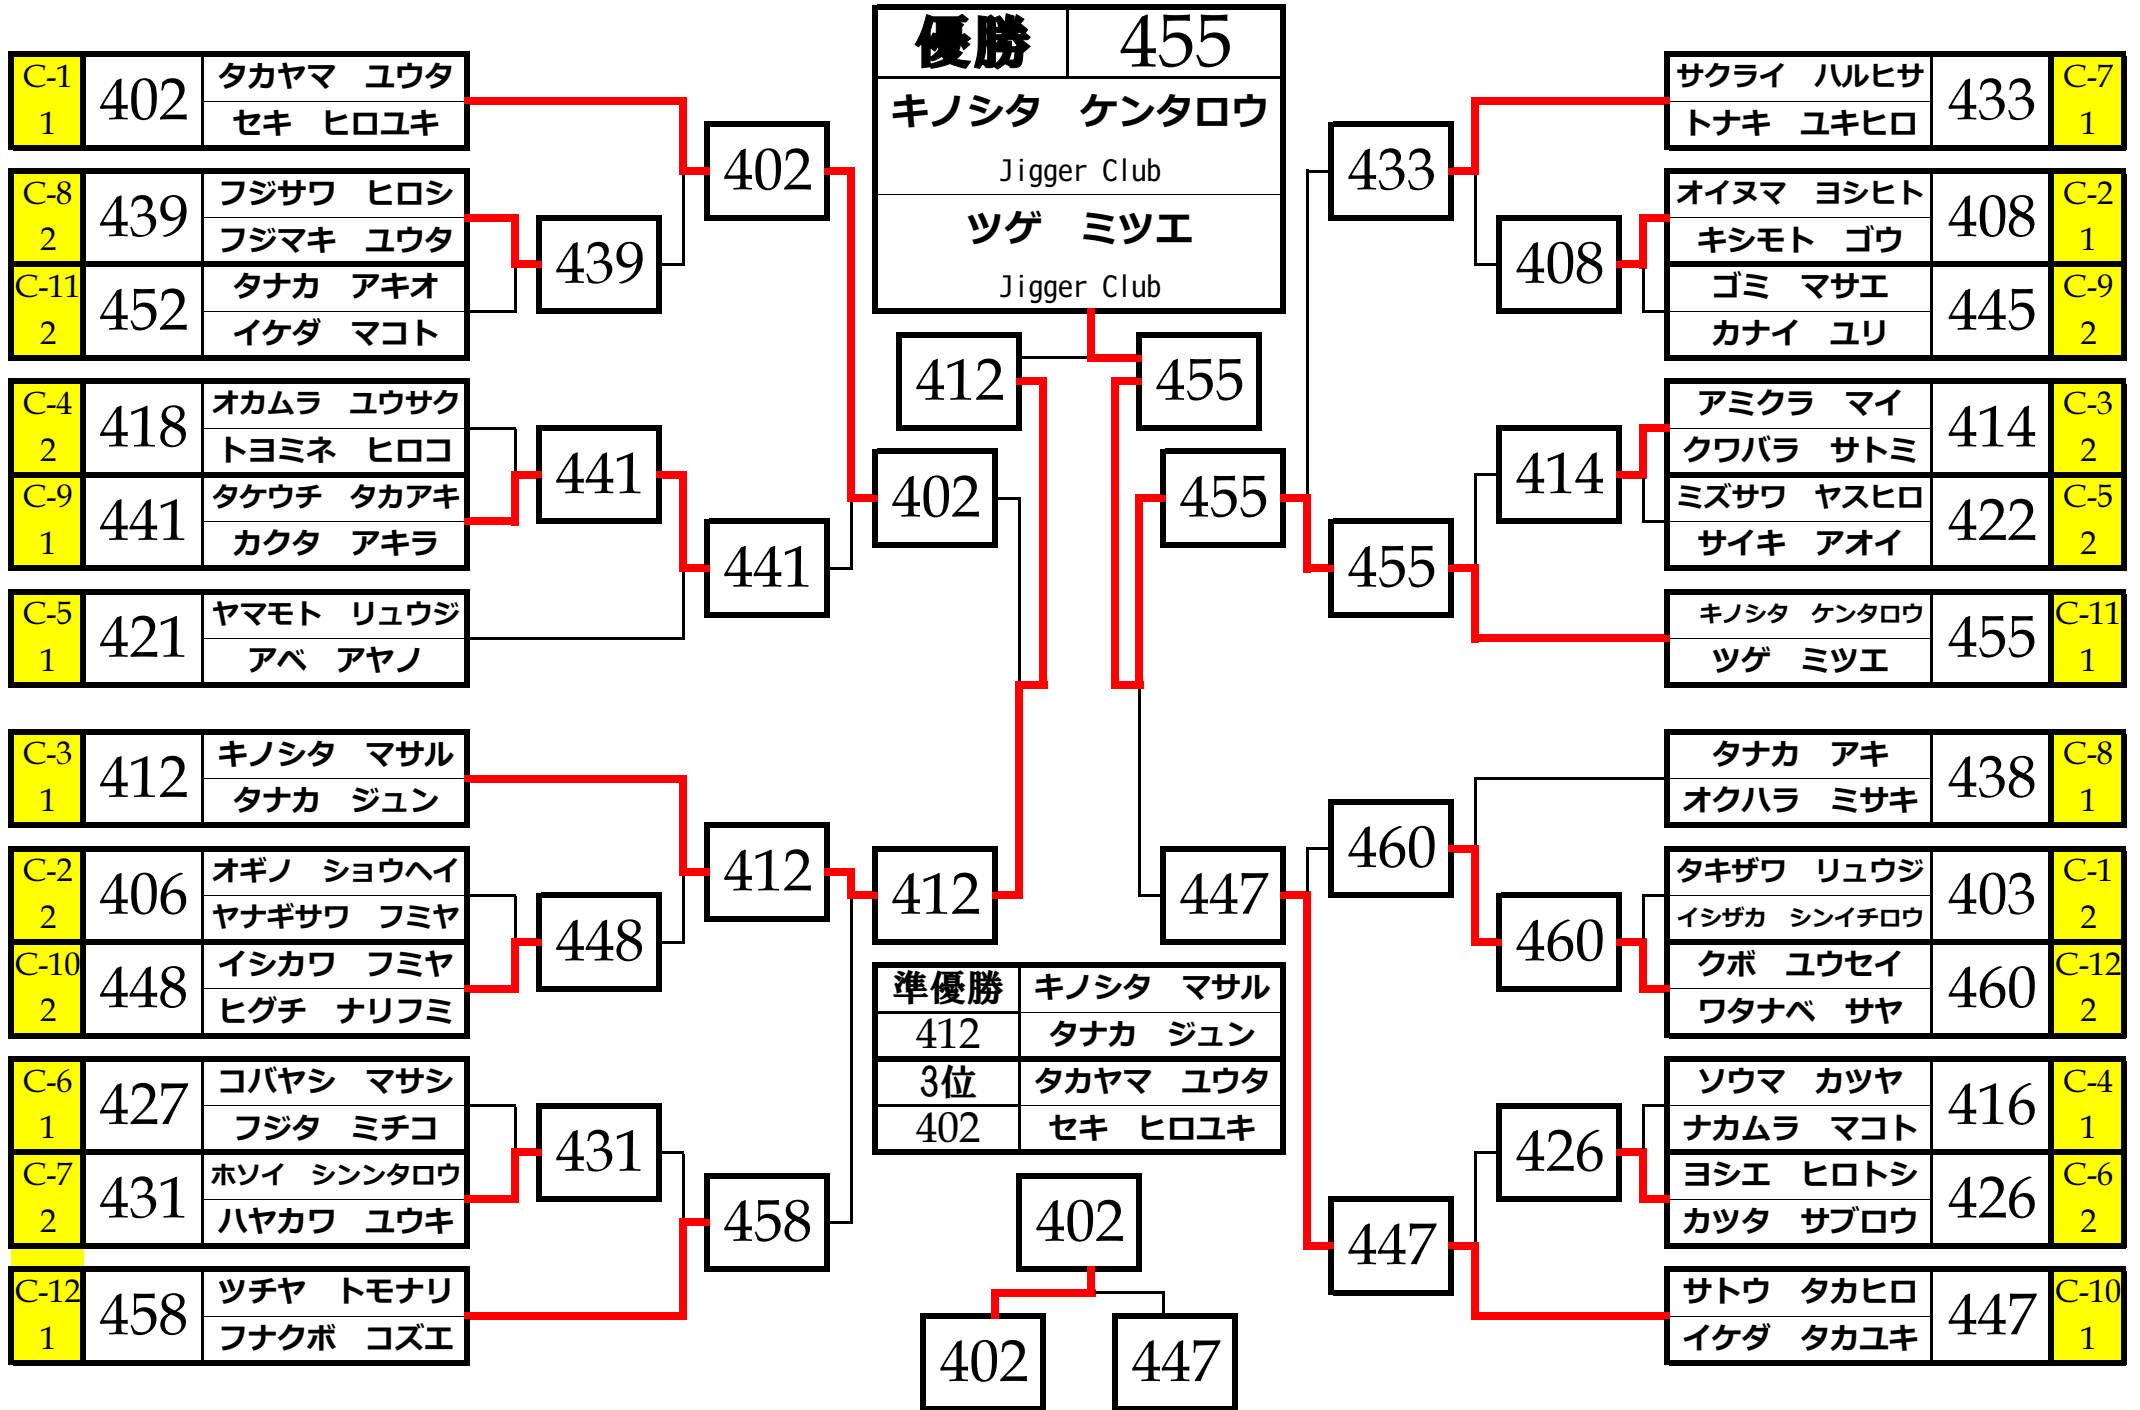 優勝 455
キノシタ　ケンタロウ
Jigger Club
ツゲ　ミツエ
Jigger Club
C-1 1 402 タカヤマ　ユウタ
セキ　ヒロユキ
C-8 2 439 フジサワ　ヒロシ
フジマキ　ユウタ
C-11 2 452 タナカ　アキオ
イケダ　マコト
C-4 2 418 オカムラ　ユウサク
トヨミネ　ヒロコ
C-9 1 441 タケウチ　タカアキ
カクタ　アキラ
C-5 1 421 ヤマモト　リュウジ
アベ　アヤノ
C-3 1 412 キノシタ　マサル
タナカ　ジュン
C-2 2 406 オギノ　ショウヘイ
ヤナギサワ　フミヤ
C-10 2 448 イシカワ　フミヤ
ヒグチ　ナリフミ
C-6 1 427 コバヤシ　マサシ
フジタ　ミチコ
C-7 2 431 ホソイ　シンンタロウ
ハヤカワ　ユウキ
C-12 1 458 ツチヤ　トモナリ
フナクボ　コズエ
439
441
448
431
402
441
412
458
402
412
412
455
455
447
433
455
460
447
408
414
460
426
サクライ　ハルヒサ 433 C-7 1
トナキ　ユキヒロ
オイヌマ　ヨシヒト 408 C-2 1
キシモト　ゴウ
ゴミ　マサエ 445 C-9 2
カナイ　ユリ
アミクラ　マイ 414 C-3 2
クワバラ　サトミ
ミズサワ　ヤスヒロ 422 C-5 2
サイキ　アオイ
キノシタ　ケンタロウ 455 C-11 1
ツゲ　ミツエ
タナカ　アキ 438 C-8 1
オクハラ　ミサキ
タキザワ　リュウジ 403 C-1 2
イシザカ　シンイチロウ
クボ　ユウセイ 460 C-12 2
ワタナベ　サヤ
ソウマ　カツヤ 416 C-4 1
ナカムラ　マコト
ヨシエ　ヒロトシ 426 C-6 2
カツタ　サブロウ
サトウ　タカヒロ 447 C-10 1
イケダ　タカユキ
準優勝 キノシタ　マサル
412 タナカ　ジュン
3位 タカヤマ　ユウタ
402 セキ　ヒロユキ
402
402 447